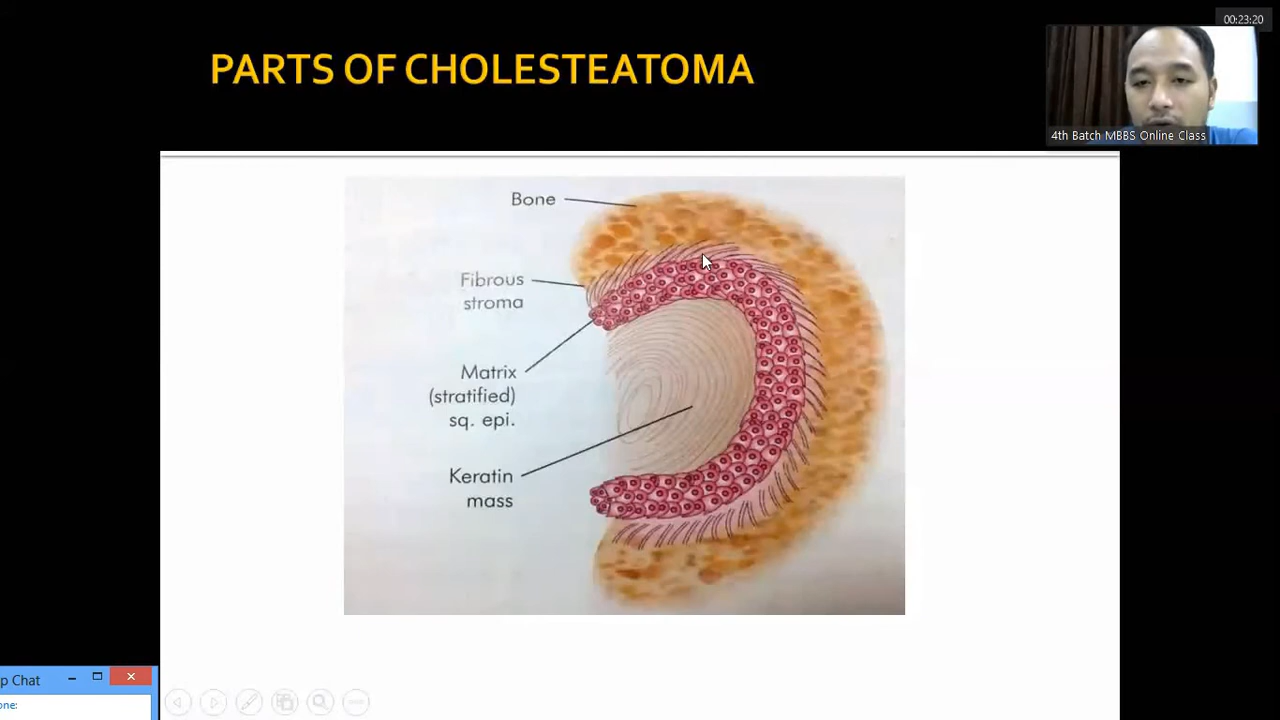 00:23:20
PARTS OF CHOLESTEATOMA
4th Batch MBBS Online Class
Bone
Fibrous
stroma
Matrix
(stratified)
sq. epi.
Keratin
mass
p Chat
one: